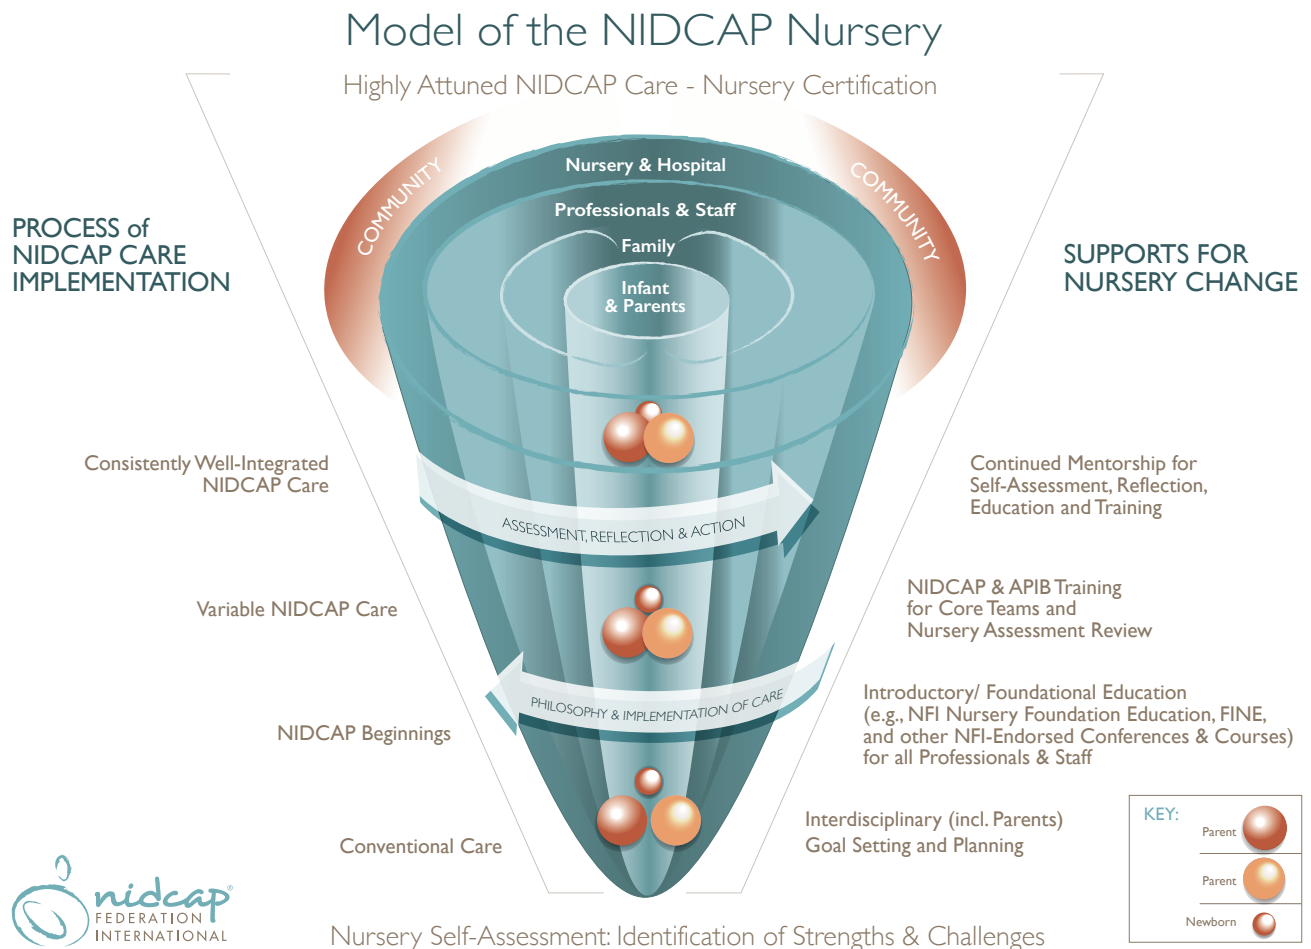 Model of the NIDCAP Nursery
Highly Attuned NIDCAP Care - Nursery Certification
COMMUNITY
COMMUNITY
Nursery & Hospital
Professionals & Staff
Family
Infant
& Parents
PROCESS of
NIDCAP CARE
IMPLEMENTATION
SUPPORTS FOR
NURSERY CHANGE
Consistently Well-Integrated
NIDCAP Care
Continued Mentorship for
Self-Assessment, Reflection,
Education and Training
ASSESSMENT, REFLECTION & ACTION
Variable NIDCAP Care
NIDCAP & APIB Training
for Core Teams and
Nursery Assessment Review
PHILOSOPHY & IMPLEMENTATION OF CARE
NIDCAP Beginnings
Introductory/ Foundational Education
(e.g., NFI Nursery Foundation Education, FINE,
and other NFI-Endorsed Conferences & Courses)
for all Professionals & Staff
Conventional Care
Interdisciplinary (incl. Parents)
Goal Setting and Planning
KEY:
Parent
Parent
Newborn
nidcap®
FEDERATION
INTERNATIONAL
Nursery Self-Assessment: Identification of Strengths & Challenges